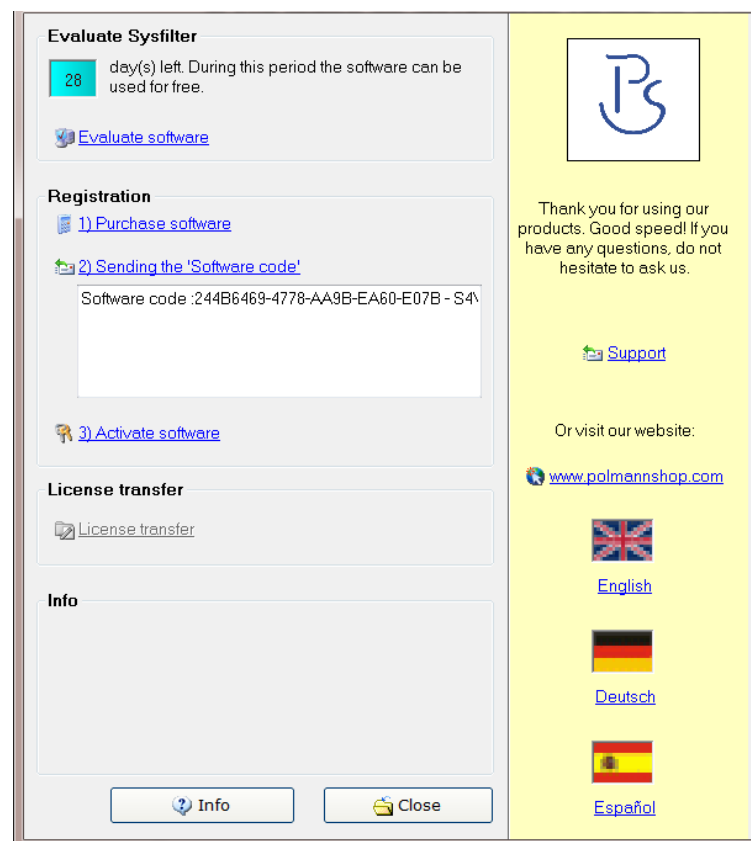 Evaluate Sysfilter
28
day(s) left. During this period the software can be
used for free.
Evaluate software
Registration
1) Purchase software
2) Sending the 'Software code'
Software code :244B6469-4778-AA9B-EA60-E07B - S4
3) Activate software
License transfer
License transfer
Info
Info
Close
Thank you for using our
products. Good speed! If you
have any questions, do not
hesitate to ask us.
Support
Or visit our website:
www.polmannshop.com
English
Deutsch
Español